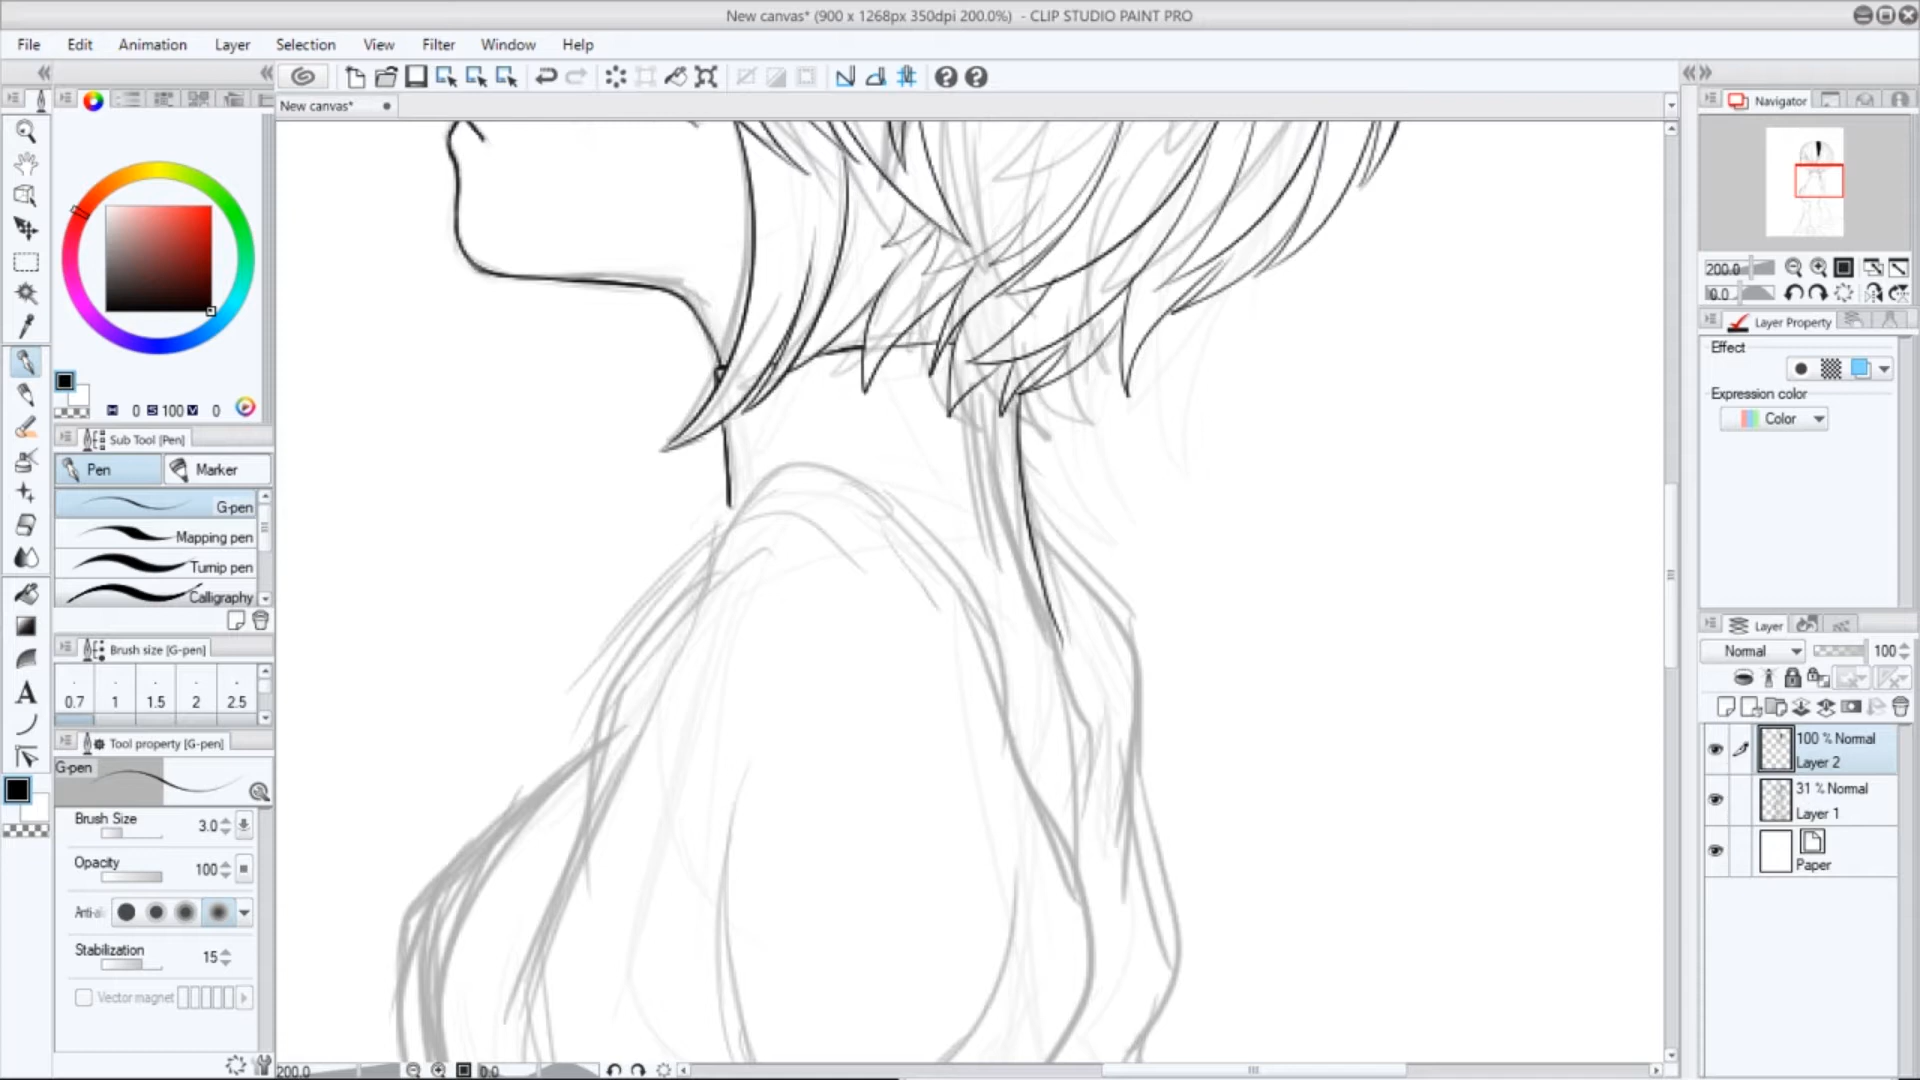 New canvas* (900 x 1268px 350dpi 200.0%) - CLIP STUDIO PAINT PRO
File Edit Animation Layer Selection View Filter Window Help
New canvas*
Navigator
200.0
0.0
Layer Property
Effect
Expression color
Color
H 0 S 100 V 0
Sub Tool [Pen]
Pen Marker
G-pen
Mapping pen
Turnip pen
Calligraphy
Brush size [G-pen]
0.7 1 1.5 2 2.5
Tool property [G-pen]
G-pen
Brush Size 3.0
Opacity 100
Anti-ali
Stabilization 15
Vector magnet
Layer
Normal 100
100 % Normal
Layer 2
31 % Normal
Layer 1
Paper
200.0 0.0